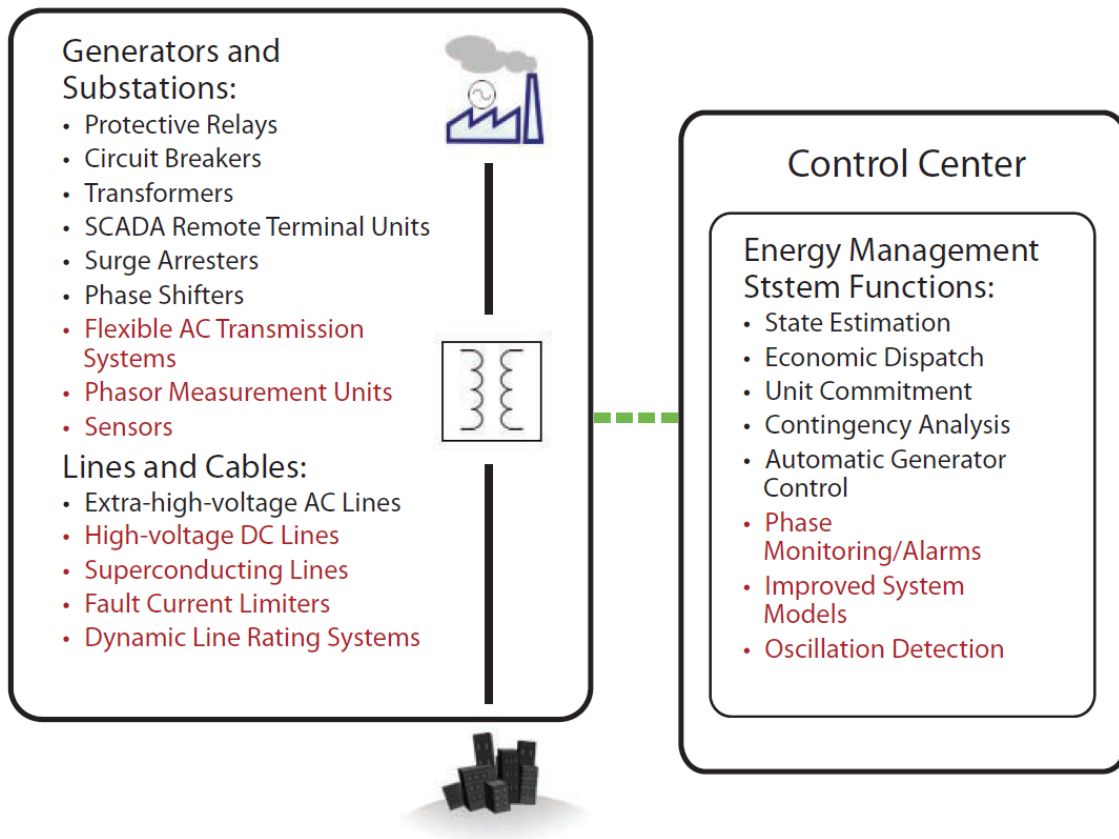 Generators and
Substations:
• Protective Relays
• Circuit Breakers
• Transformers
• SCADA Remote Terminal Units
• Surge Arresters
• Phase Shifters
• Flexible AC Transmission
Systems
• Phasor Measurement Units
• Sensors
Lines and Cables:
• Extra-high-voltage AC Lines
• High-voltage DC Lines
• Superconducting Lines
• Fault Current Limiters
• Dynamic Line Rating Systems
Control Center
Energy Management
Ststem Functions:
• State Estimation
• Economic Dispatch
• Unit Commitment
• Contingency Analysis
• Automatic Generator
Control
• Phase
Monitoring/Alarms
• Improved System
Models
• Oscillation Detection